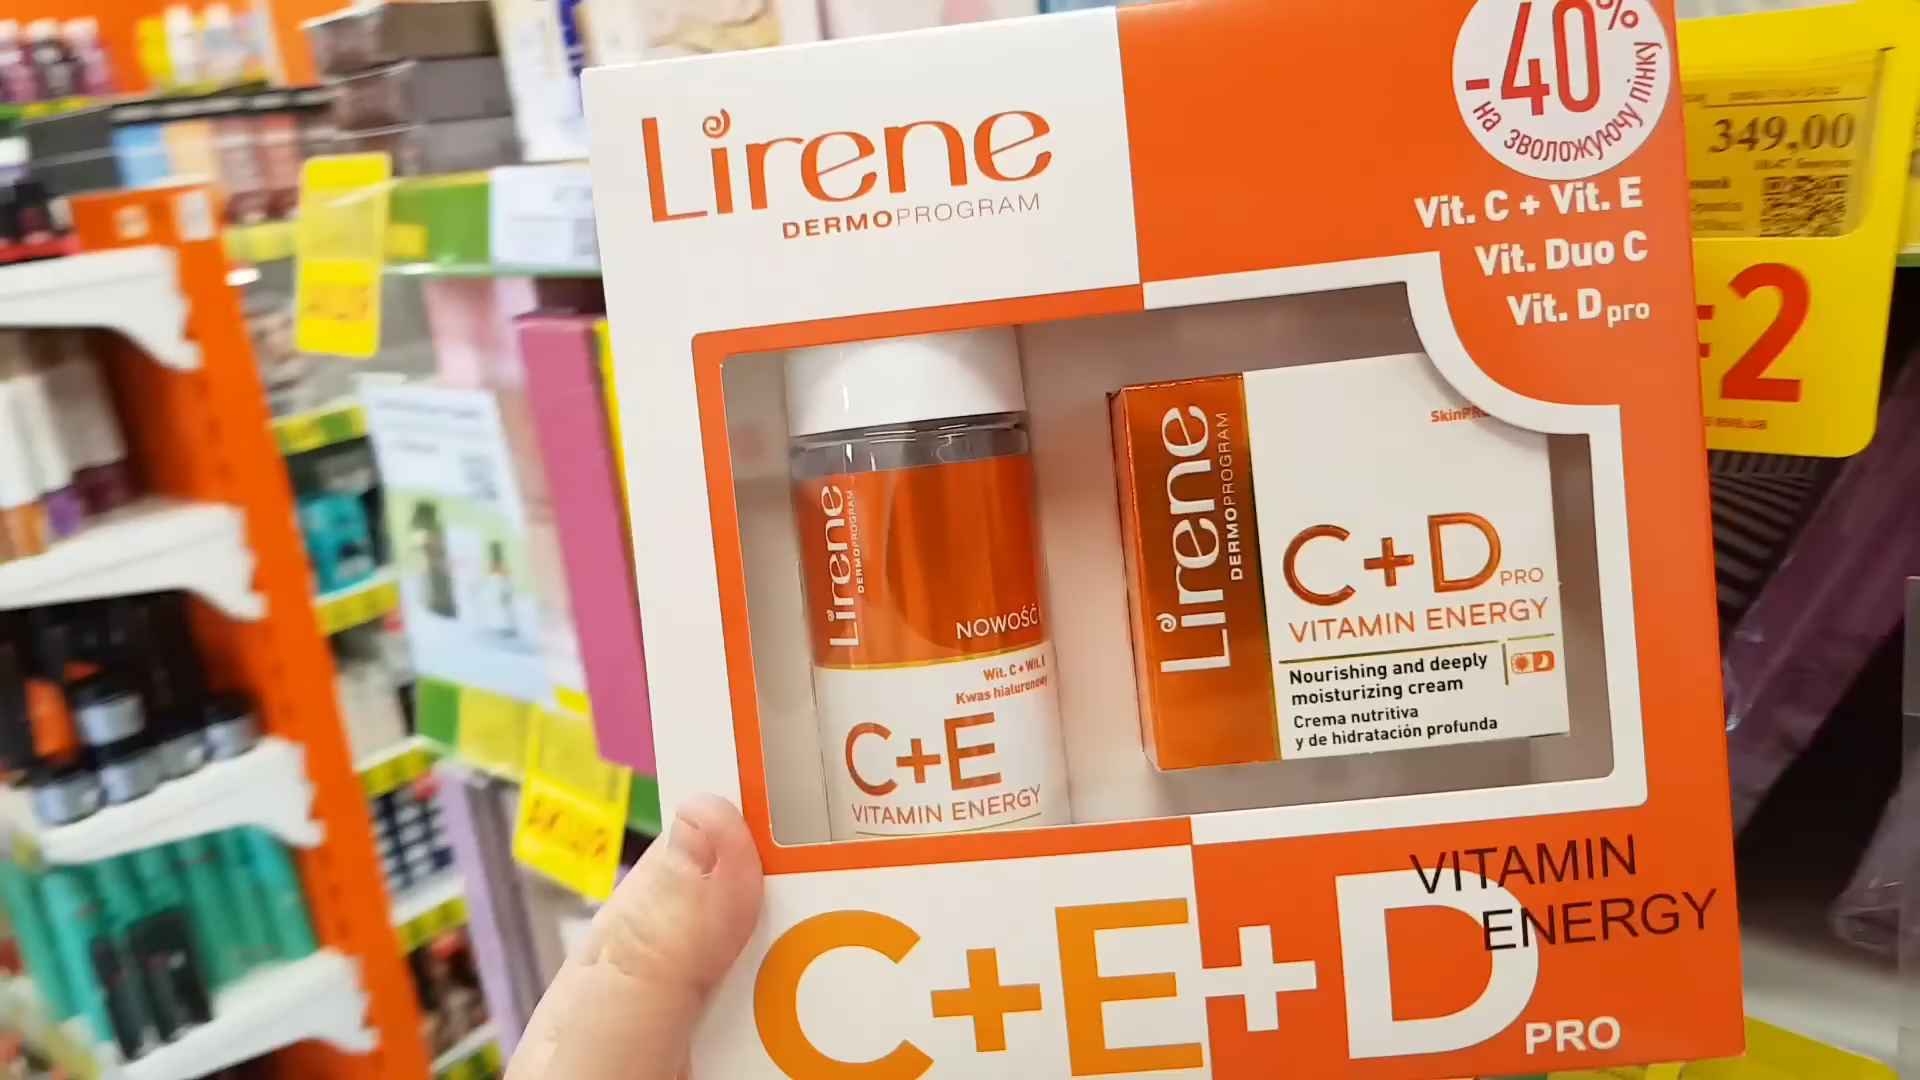 Lirene
DERMOPROGRAM
-40%
на зволожуючу пінку
Vit. C + Vit. E
Vit. Duo C
Vit. D pro
349.00
2
Lirene
DERMOPROGRAM
NOWOŚĆ
Wit. C + Wit. E
Kwas hialuronowy
C+E
VITAMIN ENERGY
Lirene
DERMOPROGRAM
C+D PRO
VITAMIN ENERGY
Nourishing and deeply
moisturizing cream
Crema nutritiva
y de hidratación profunda
VITAMIN
ENERGY
C+E+D PRO